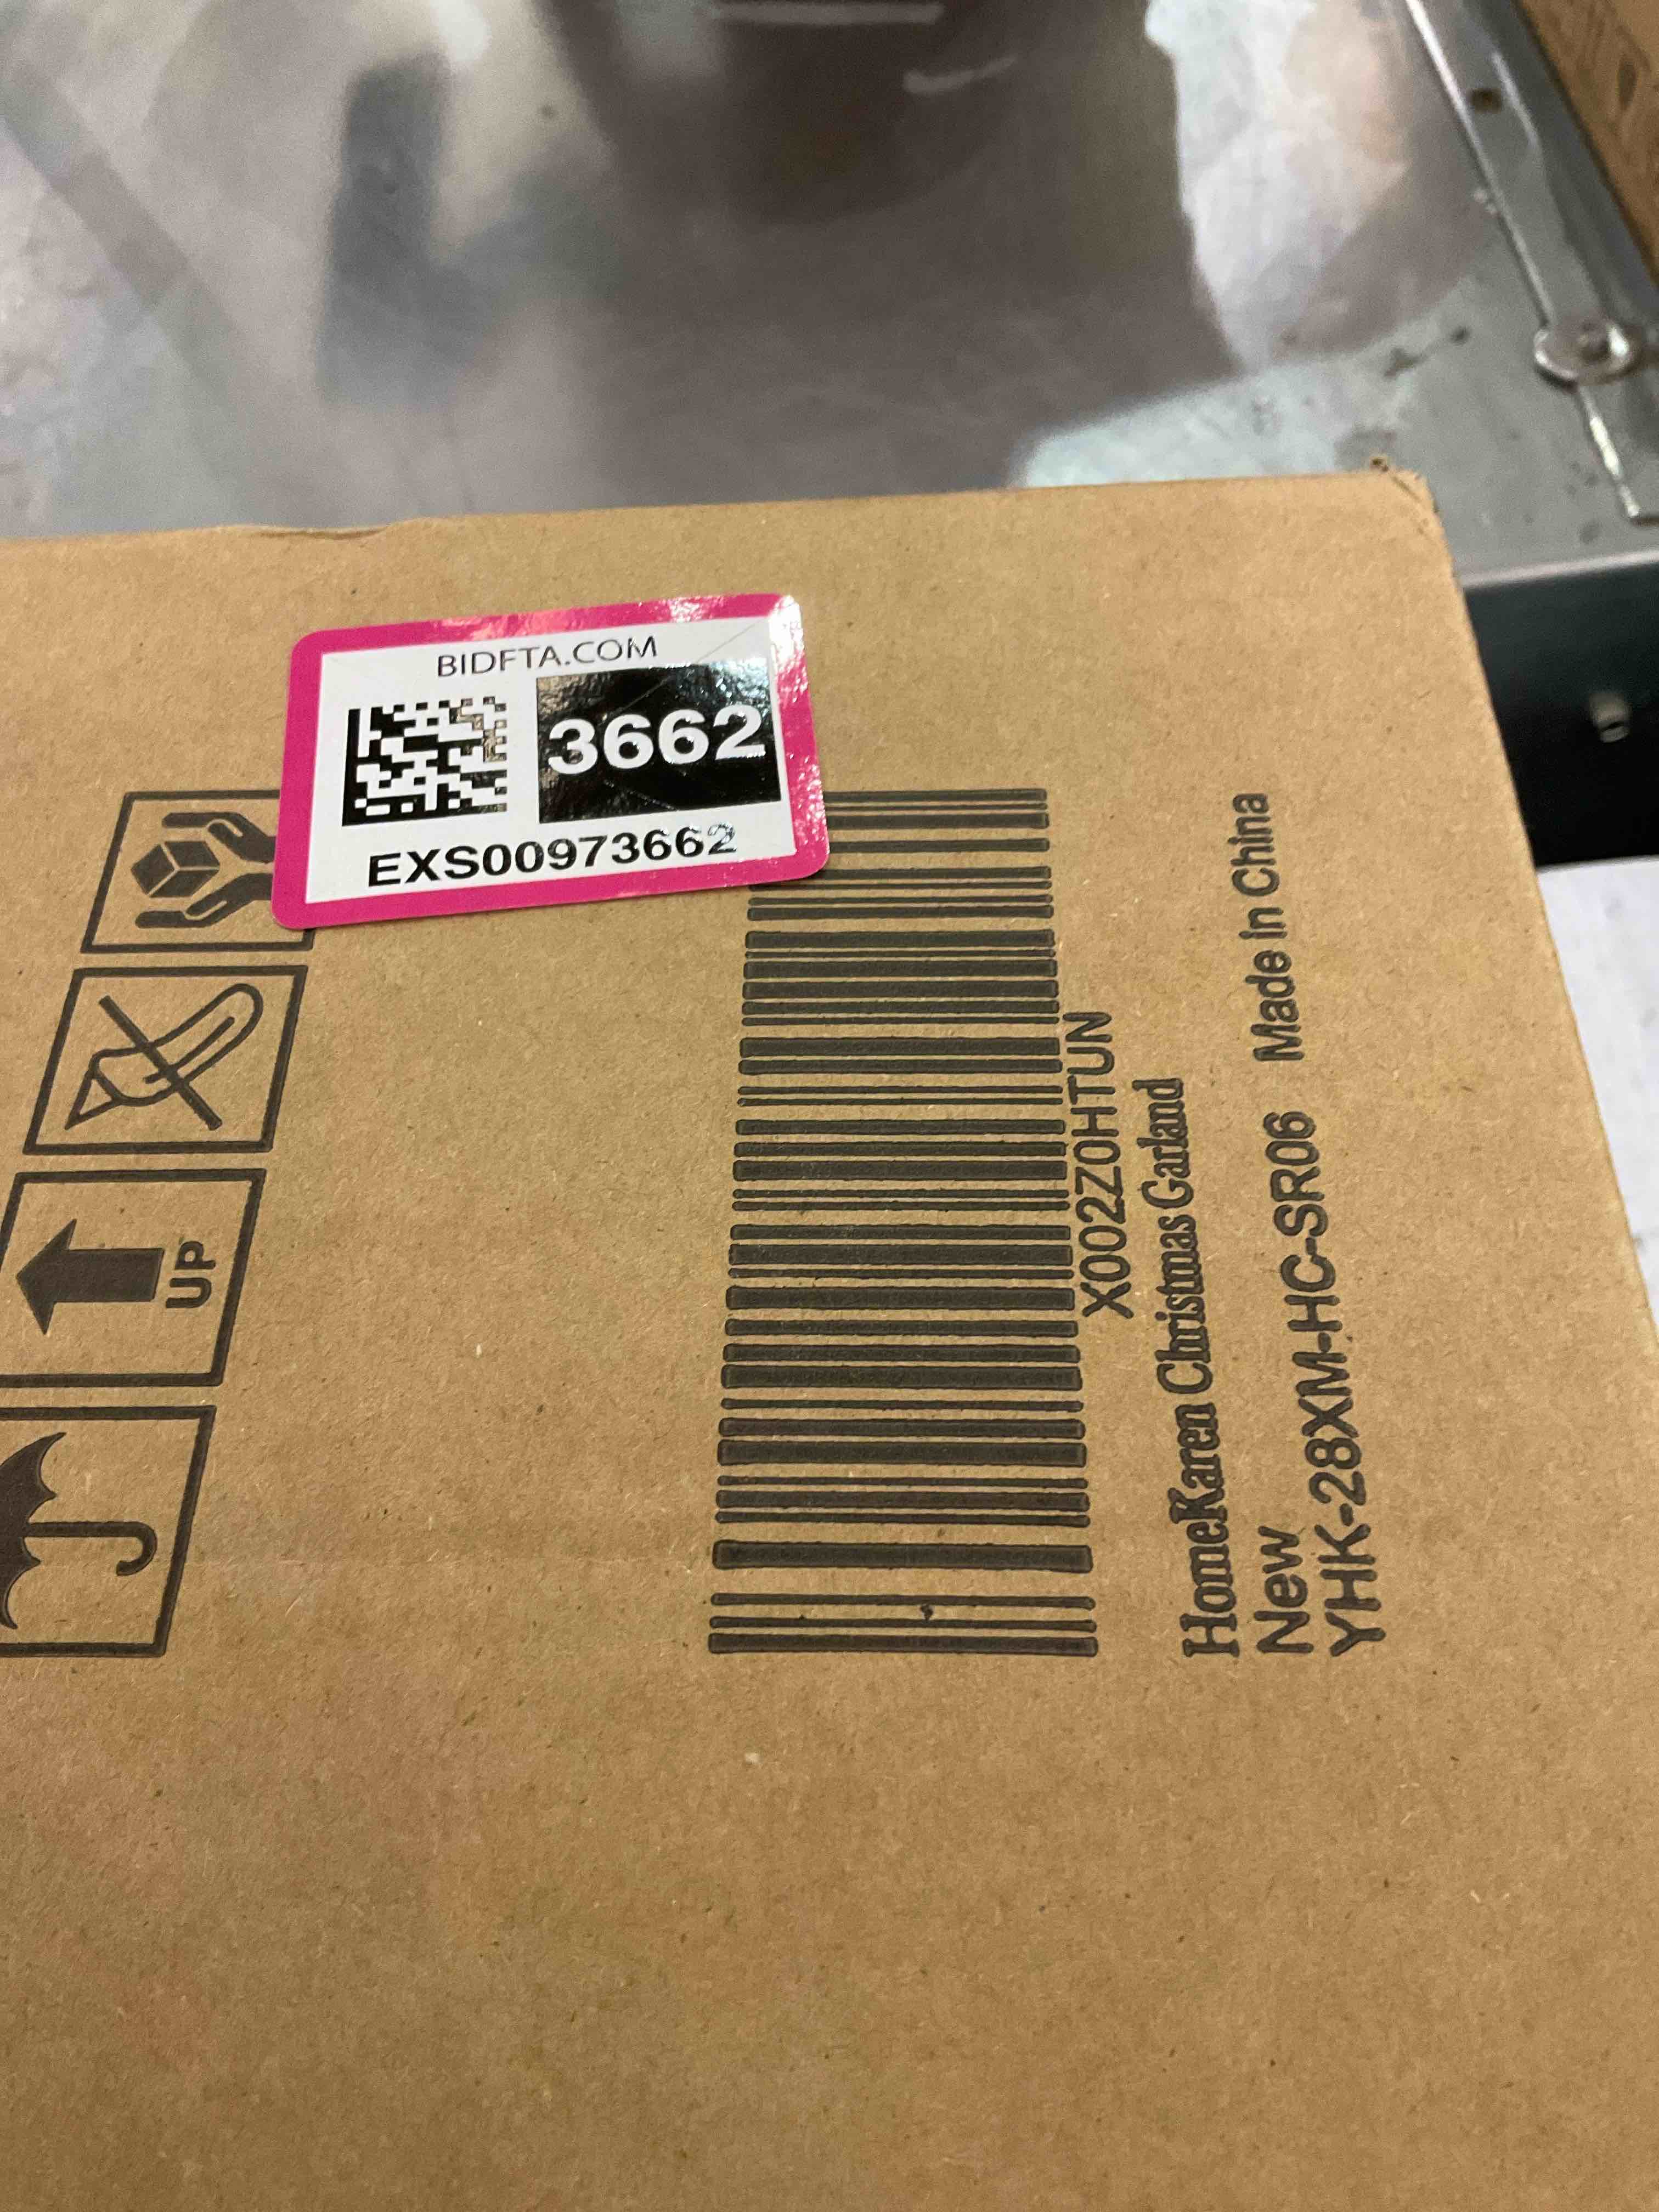 BIDFTA.COM
3662
EXS00973662
UP
X002Z0HTUN
HomeKaren Christmas Garland
New Made in China
YHK-28XM-HC-SR06